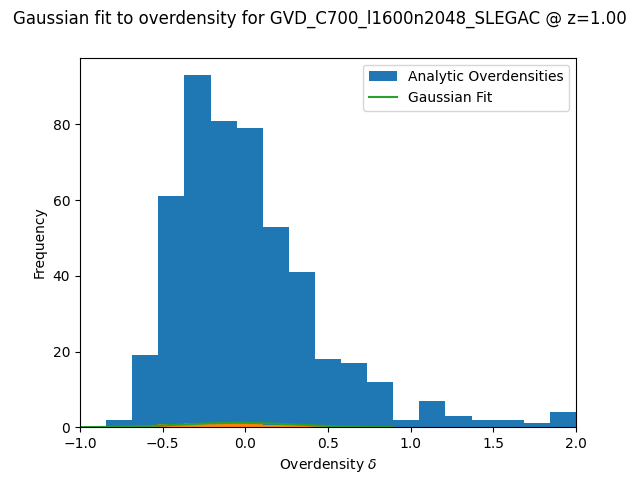 Gaussian fit to overdensity for GVD_C700_l1600n2048_SLEGAC @ z=1.00
Analytic Overdensities
Gaussian Fit
Frequency
80
60
40
20
0
−1.0 −0.5 0.0 0.5 1.0 1.5 2.0
Overdensity δ